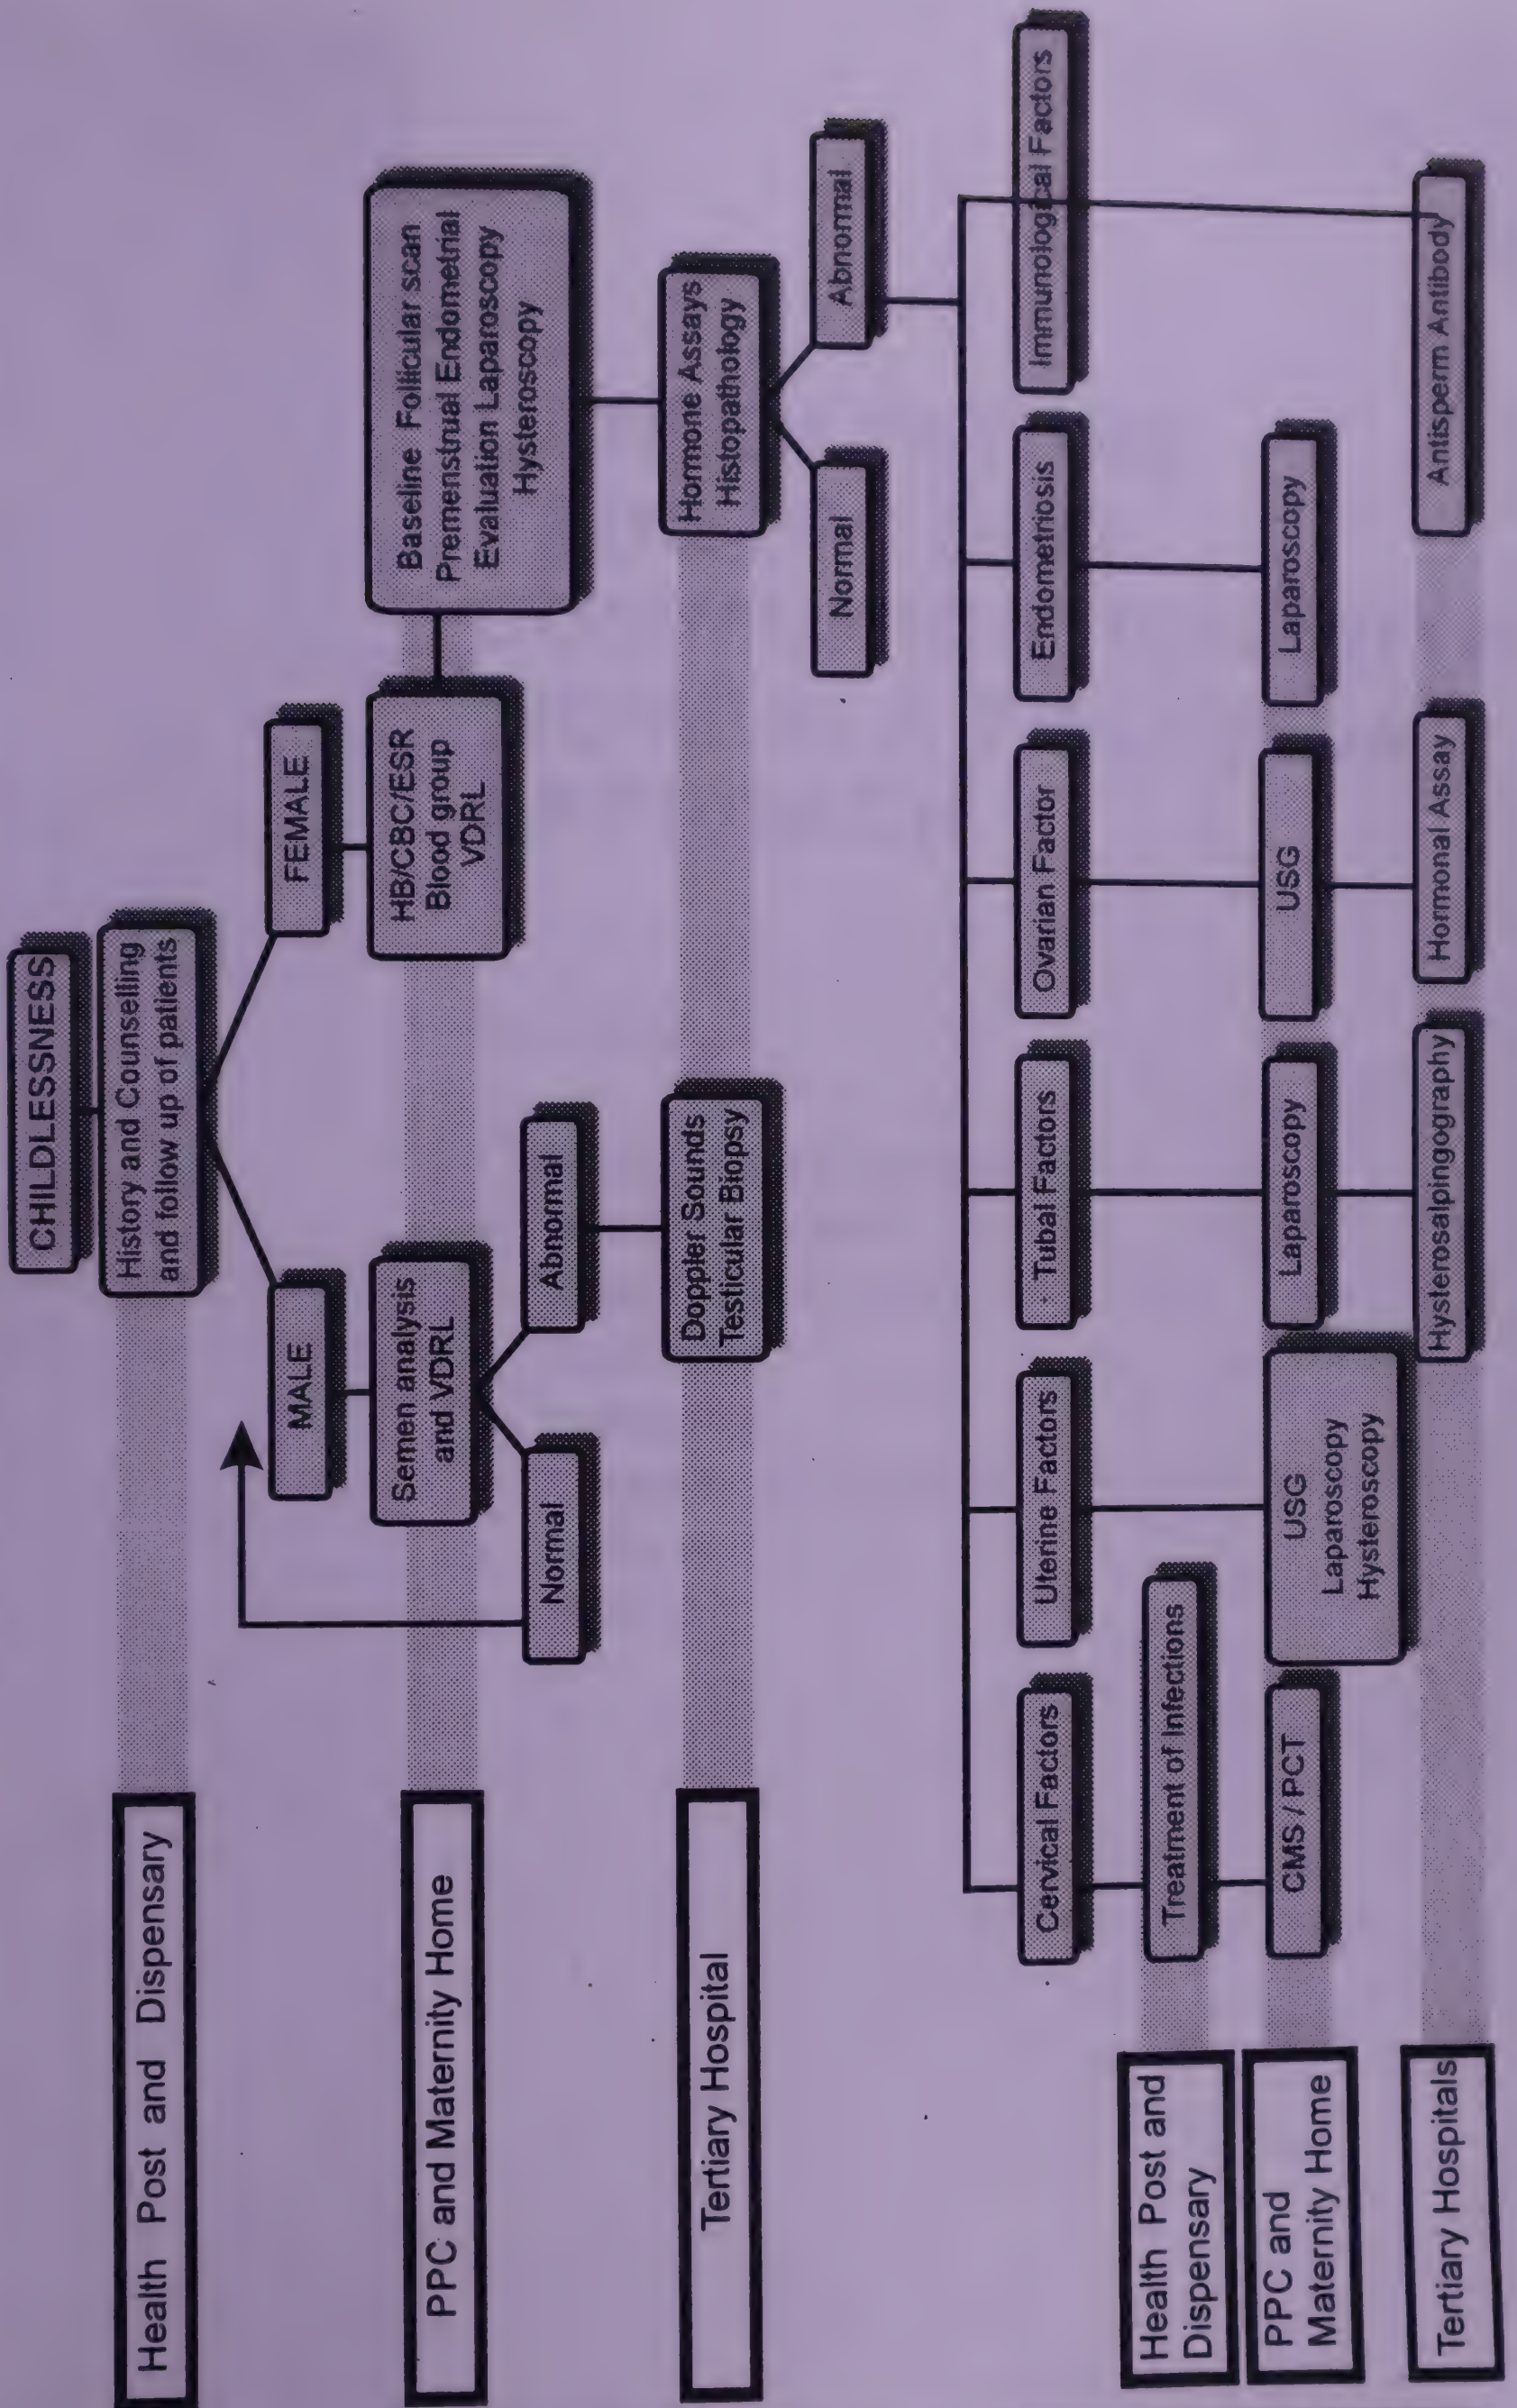 CHILDLESSNESS
Health Post and Dispensary
History and Counselling
and follow up of patients
MALE
FEMALE
PPC and Maternity Home
Semen analysis
and VDRL
HB/CBC/ESR
Blood group
VDRL
Baseline Follicular scan
Premenstrual Endometrial
Evaluation Laparoscopy
Hysteroscopy
Normal
Abnormal
Tertiary Hospital
Doppler Sounds
Testicular Biopsy
Hormone Assays
Histopathology
Normal
Abnormal
Cervical Factors
Uterine Factors
Tubal Factors
Ovarian Factor
Endometriosis
Immunological Factors
Health Post and
Dispensary
Treatment of Infections
PPC and
Maternity Home
CMS / PCT
USG
Laparoscopy
Hysteroscopy
Laparoscopy
USG
Laparoscopy
Tertiary Hospitals
Hysterosalpingography
Hormonal Assay
Antisperm Antibody